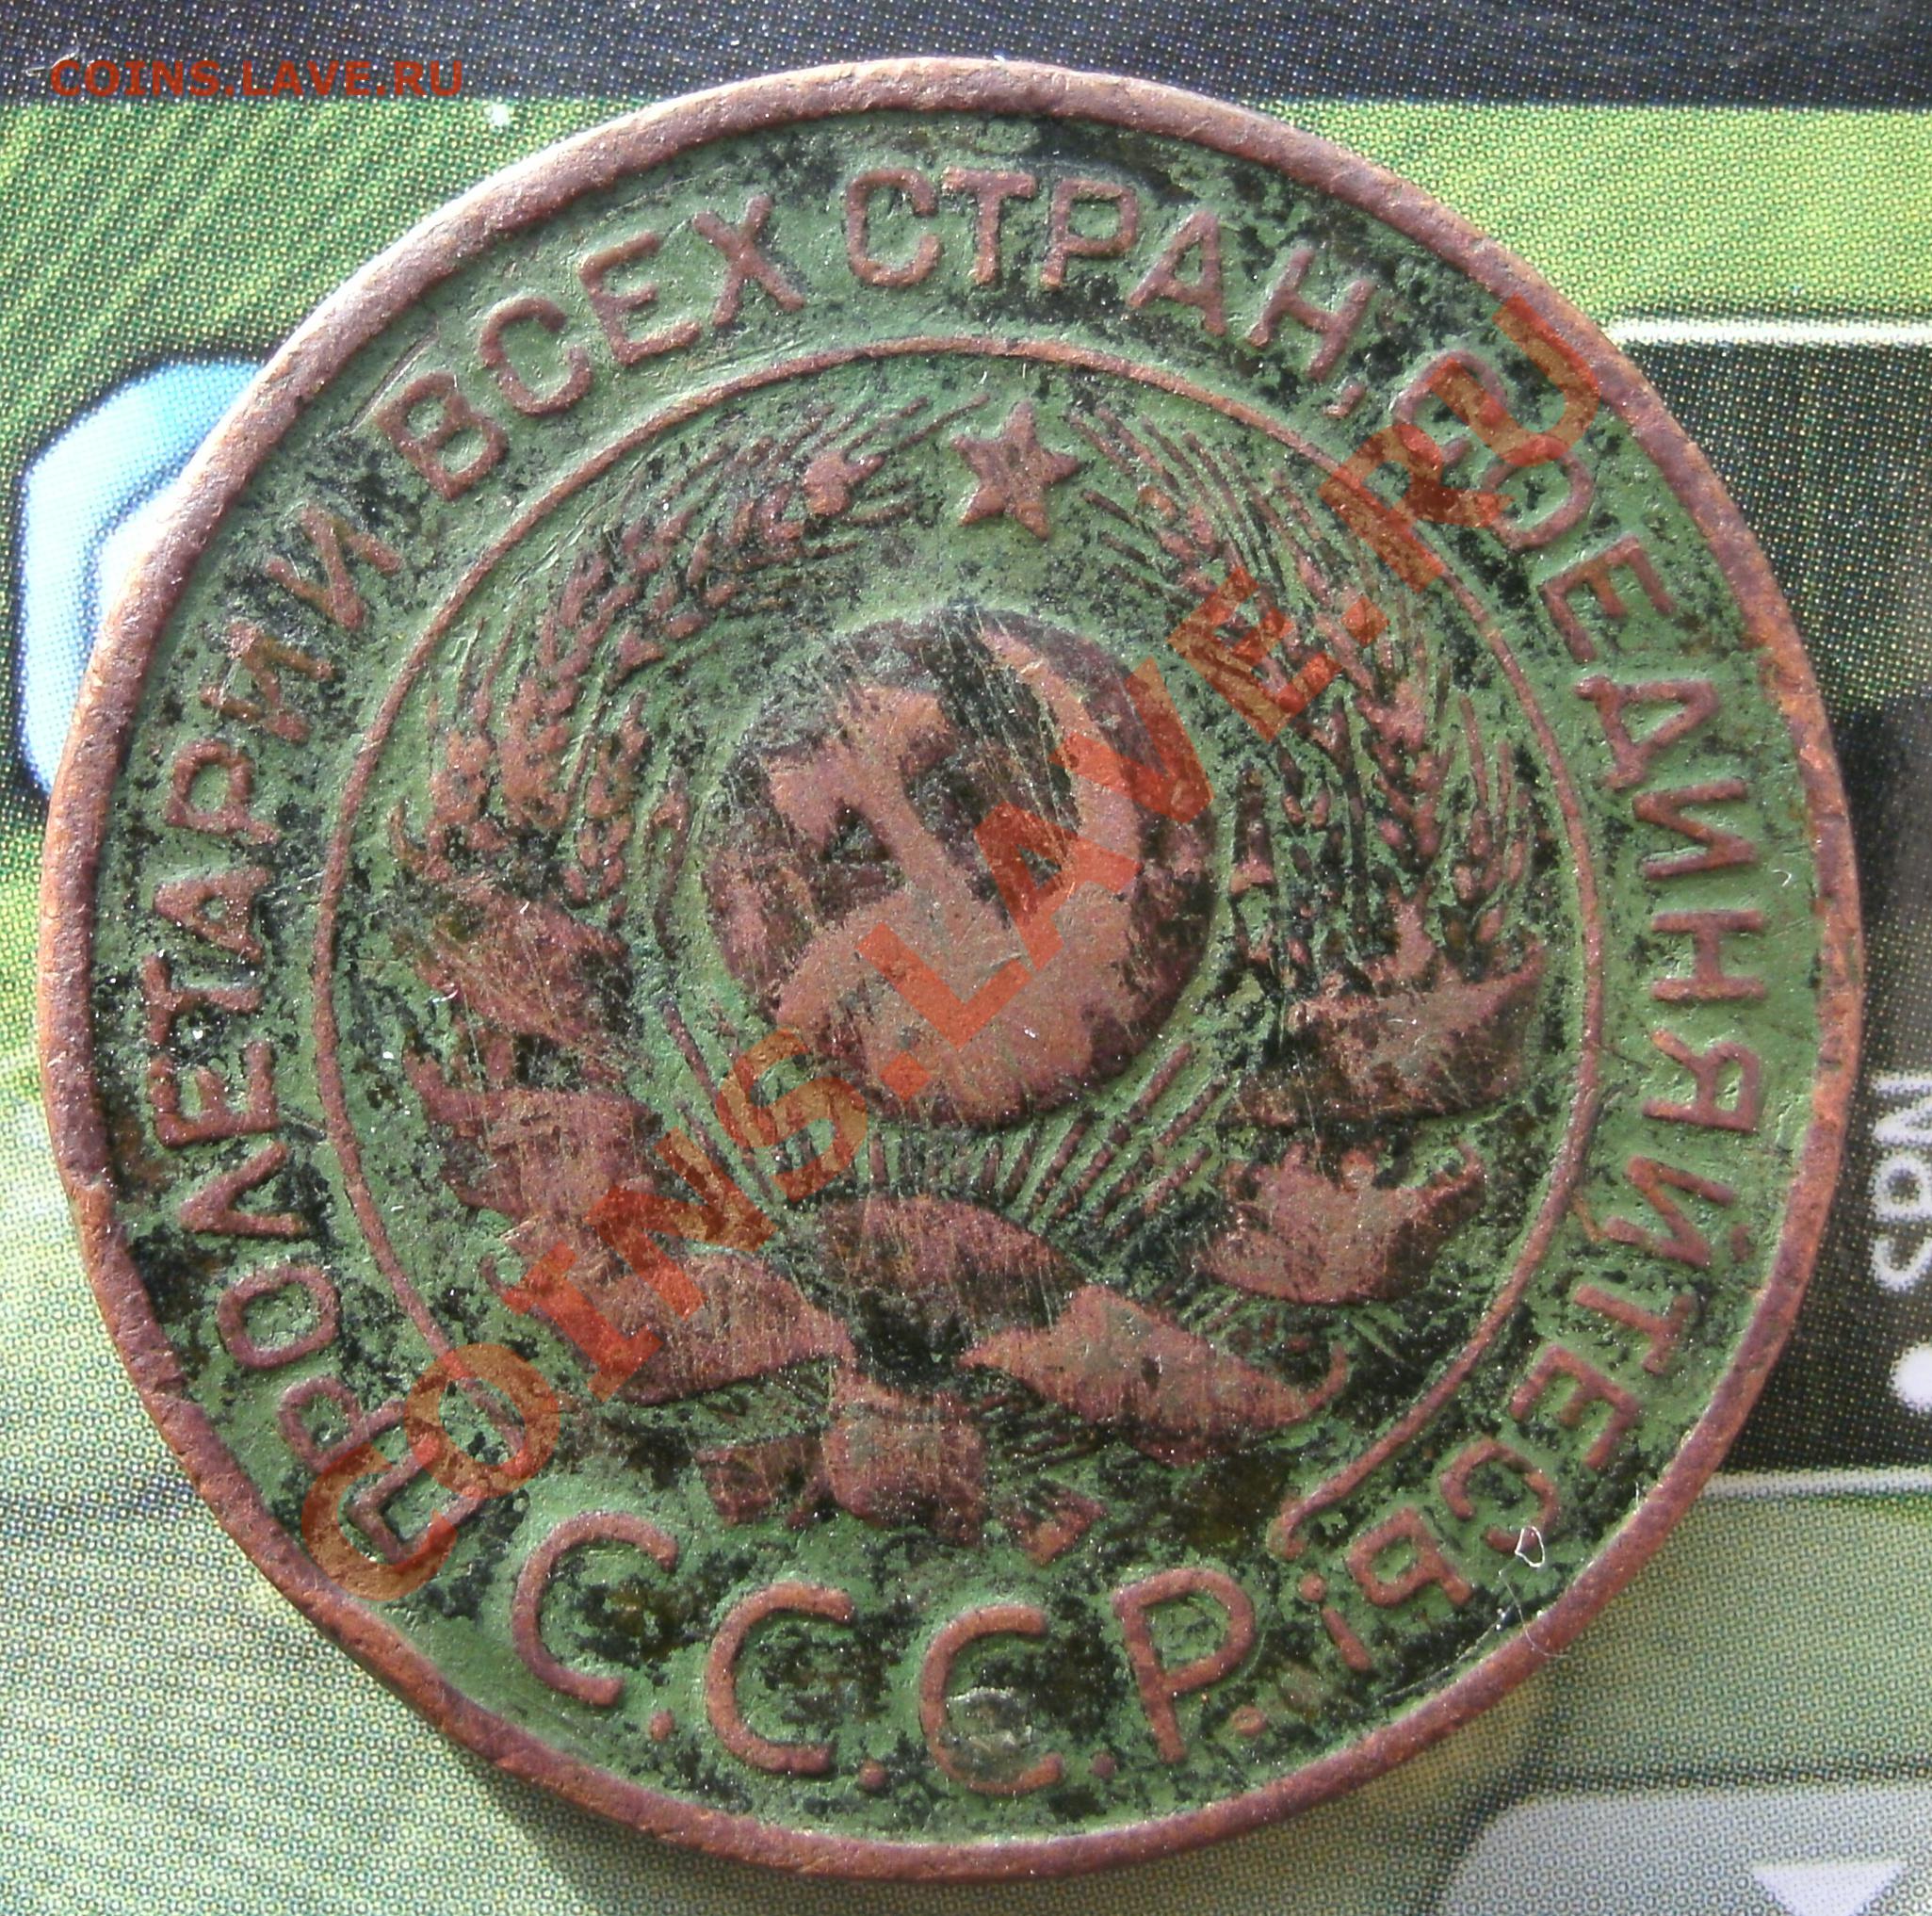 COINS.LAVE.RU
ПРОЛЕТАРИИ ВСЕХ СТРАН, СОЕДИНЯЙТЕСЬ!
С.С.С.Р.
COINS.LAVE.RU